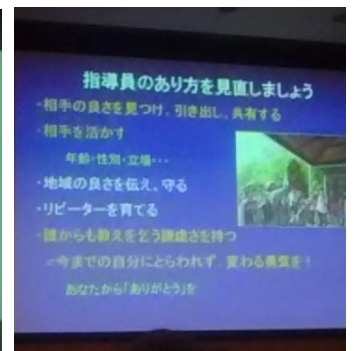 指導員のあり方を見直しましょう
・相手の良さを見つけ、引き出し、共有する
・相手を活かす
年齢・性別・立場・・・
・地域の良さを伝え、守る
・リピーターを育てる
・誰からも教えを乞う謙虚さを持つ
=今までの自分にとらわれず、変わる勇気を!
あなたから「ありがとう」を